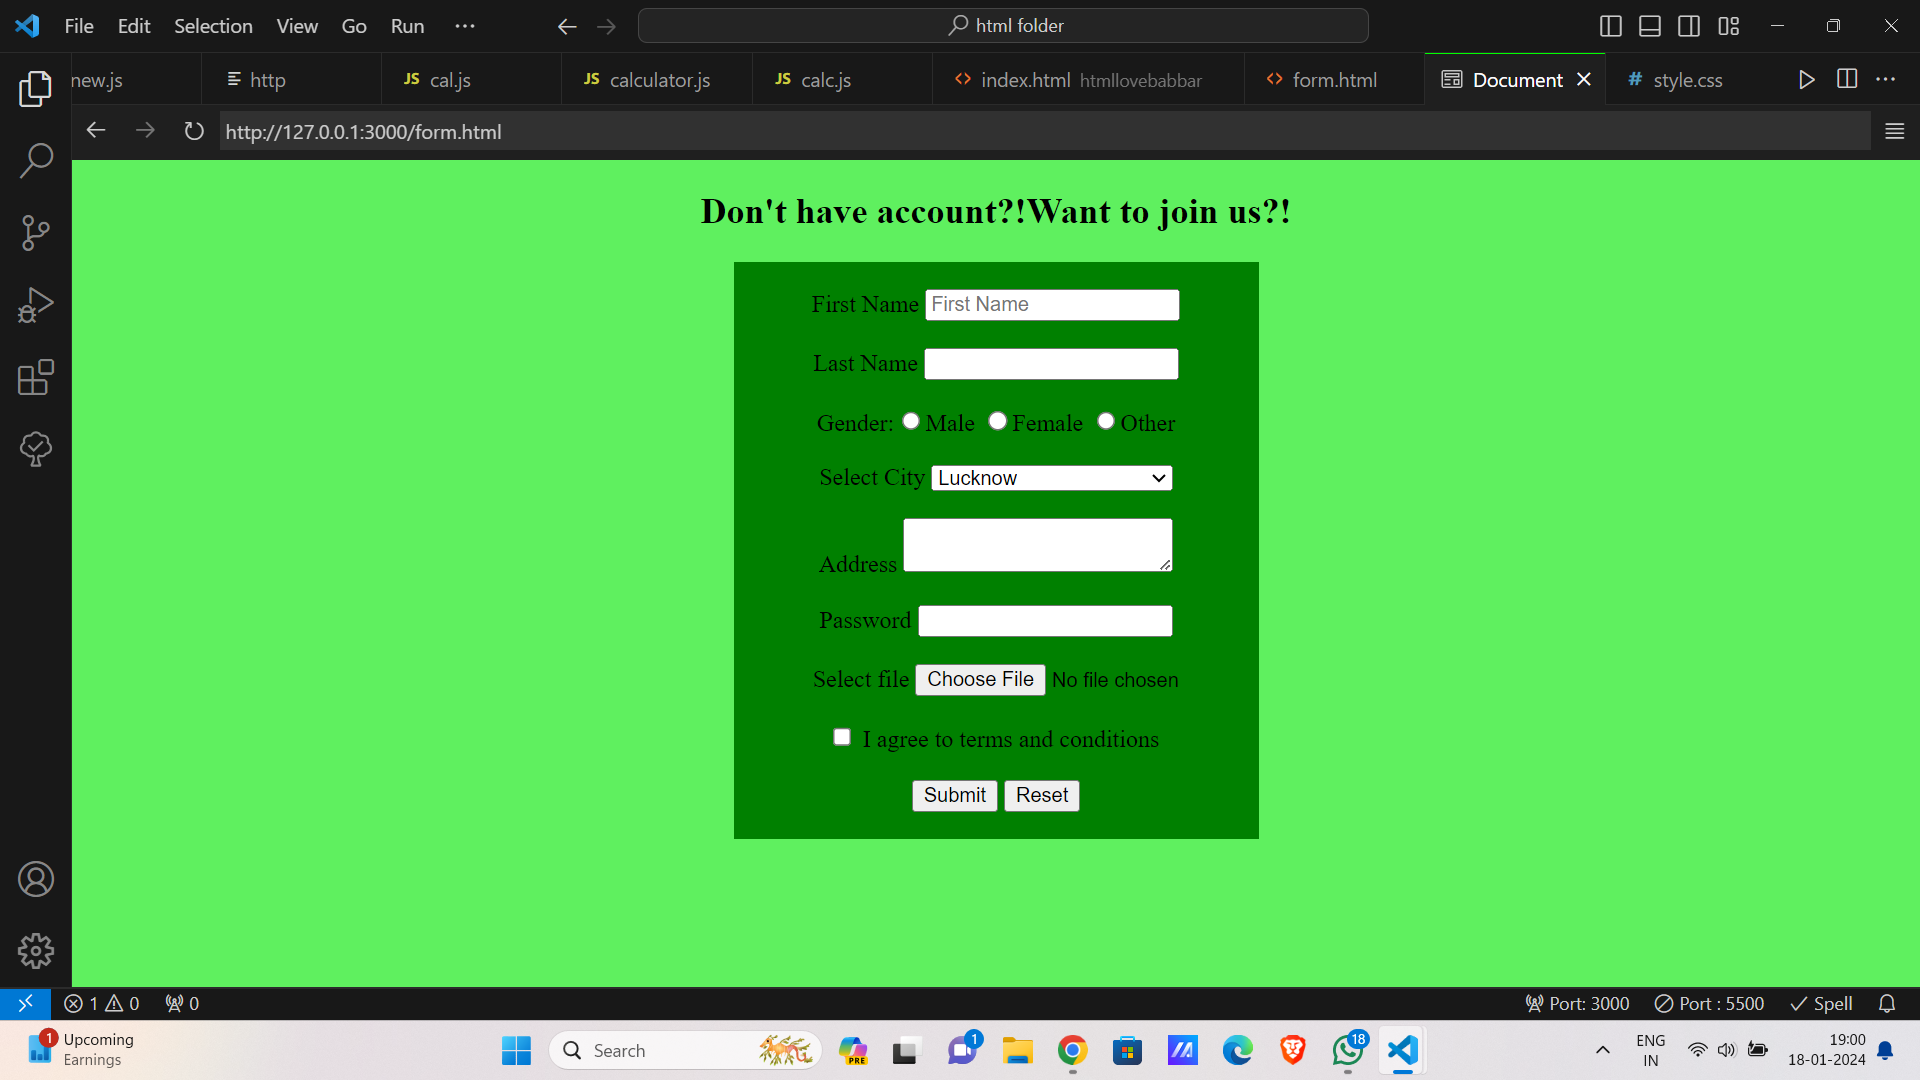 File Edit Selection View Go Run ··· html folder
new.js http JS cal.js JS calculator.js JS calc.js <> index.html htmllovebabbar <> form.html Document # style.css ···
http://127.0.0.1:3000/form.html
Don't have account?!Want to join us?!
First Name First Name
Last Name
Gender: Male Female Other
Select City Lucknow
Address
Password
Select file Choose File No file chosen
I agree to terms and conditions
Submit Reset
1 0 0 Port: 3000 Port : 5500 Spell
1 Upcoming
Earnings
Search
PRE
1
18
ENG
IN
19:00
18-01-2024